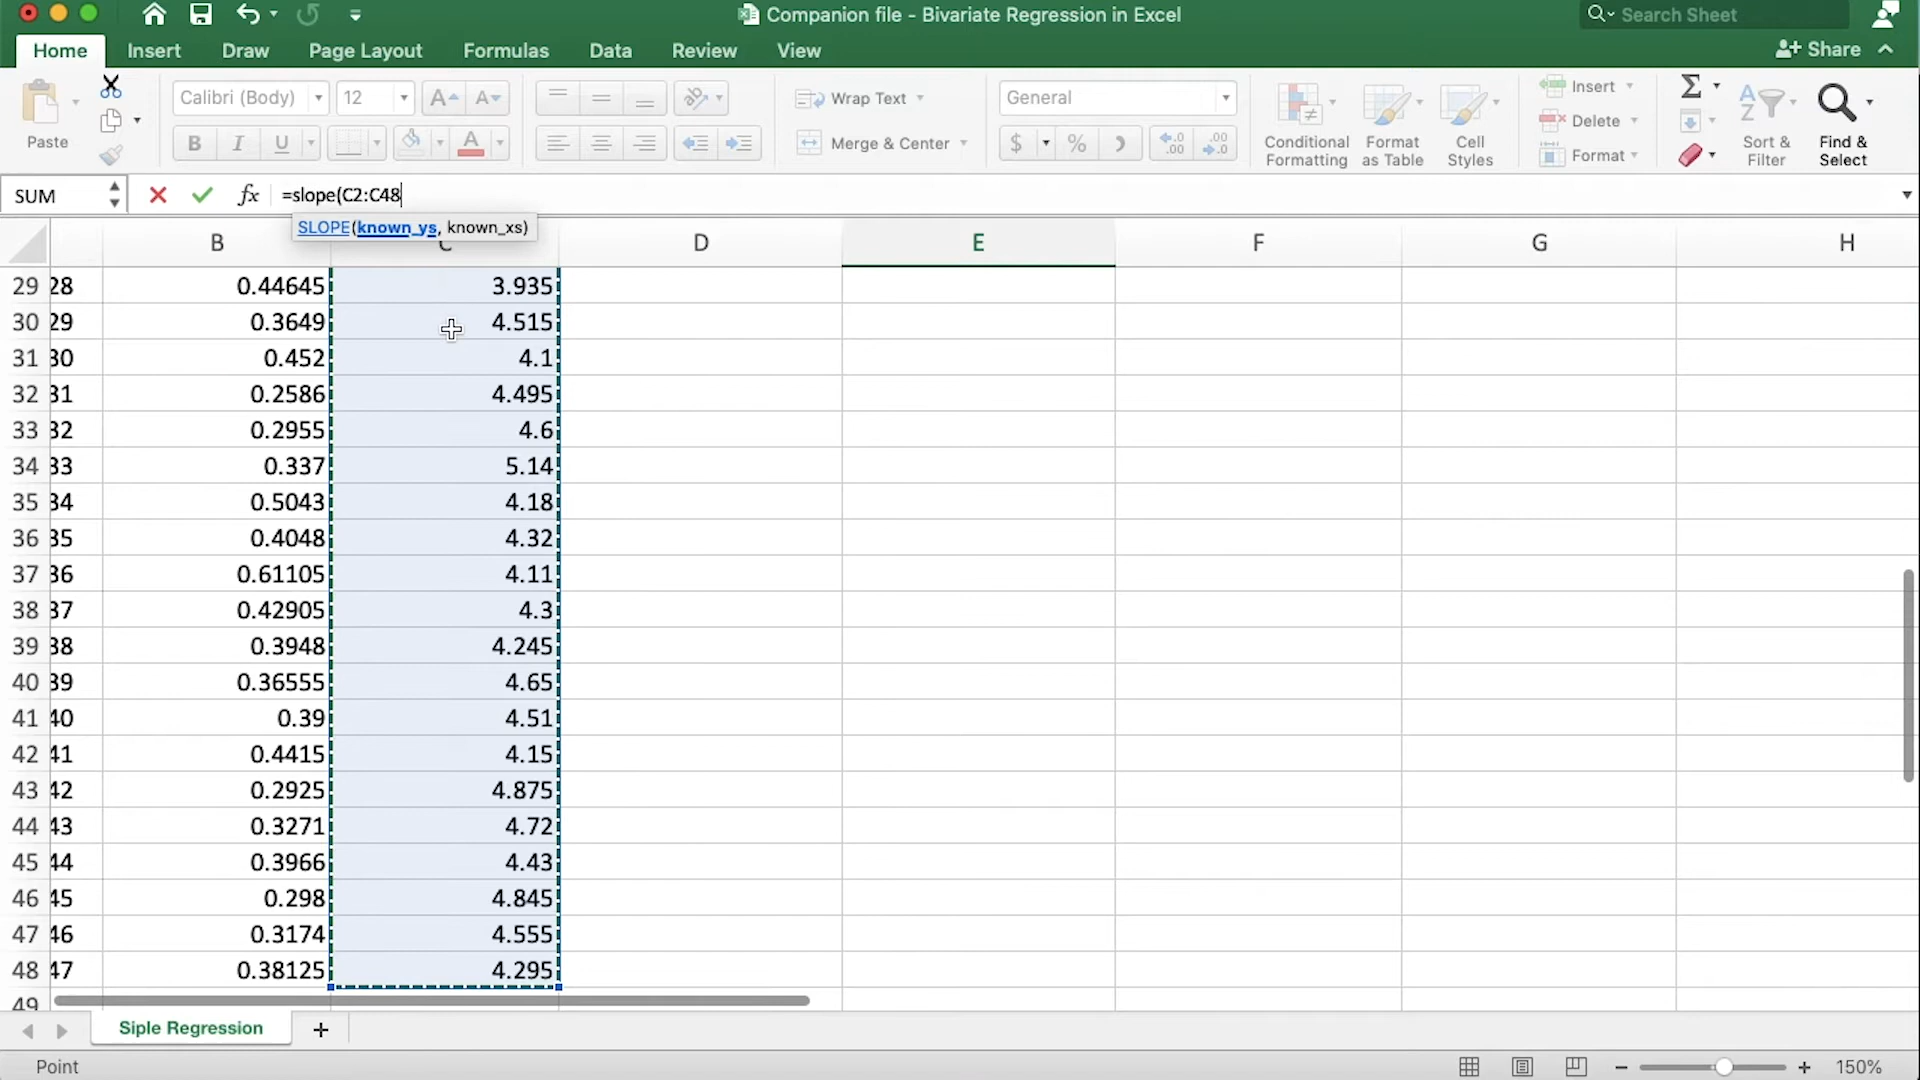 Companion file - Bivariate Regression in Excel
Search Sheet
Home Insert Draw Page Layout Formulas Data Review View
Share
Paste
Calibri (Body) 12 A A
B I U A
Wrap Text
Merge & Center
General
$ %
Conditional Formatting
Format as Table
Cell Styles
Insert
Delete
Format
Sort & Filter
Find & Select
SUM fx =slope(C2:C48
SLOPE(known_ys, known_xs)
B C D E F G H
29 28 0.44645 3.935
30 29 0.3649 4.515
31 30 0.452 4.1
32 31 0.2586 4.495
33 32 0.2955 4.6
34 33 0.337 5.14
35 34 0.5043 4.18
36 35 0.4048 4.32
37 36 0.61105 4.11
38 37 0.42905 4.3
39 38 0.3948 4.245
40 39 0.36555 4.65
41 40 0.39 4.51
42 41 0.4415 4.15
43 42 0.2925 4.875
44 43 0.3271 4.72
45 44 0.3966 4.43
46 45 0.298 4.845
47 46 0.3174 4.555
48 47 0.38125 4.295
49
Siple Regression
Point
150%